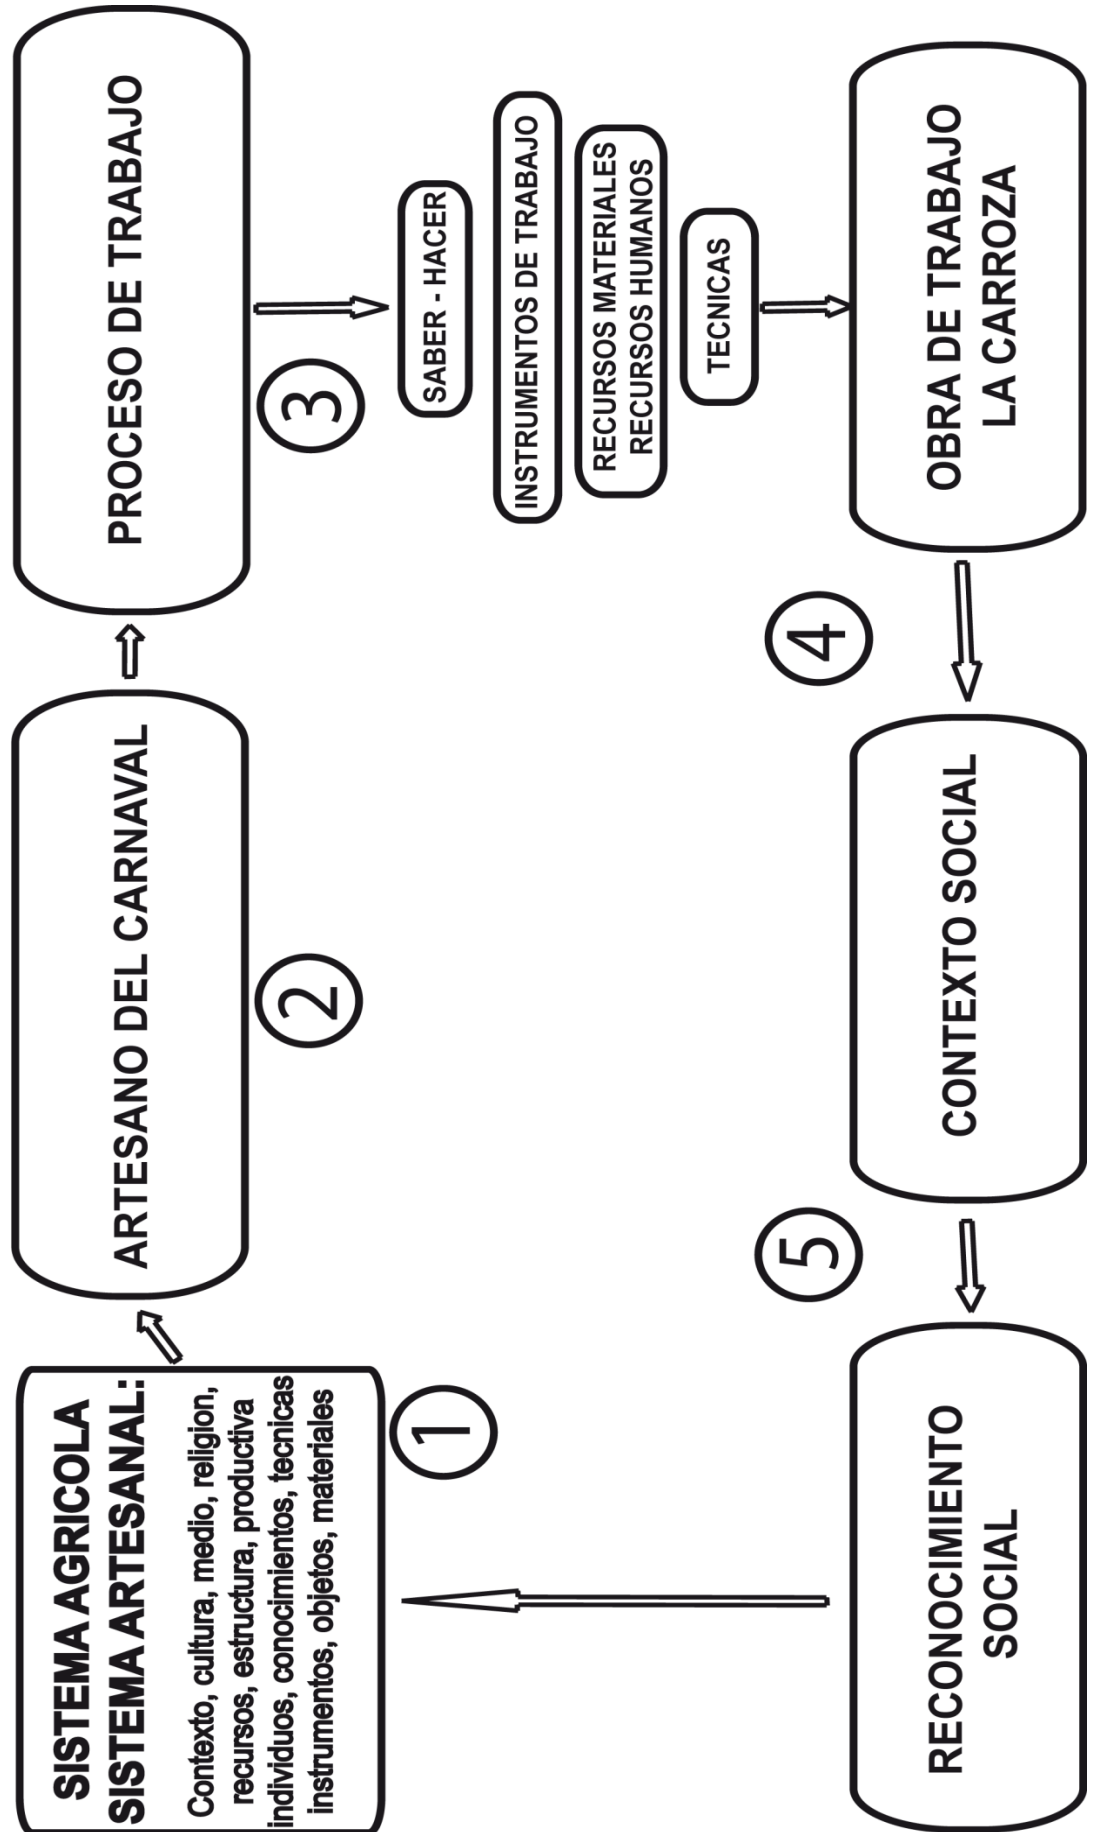 SISTEMA AGRICOLA
SISTEMA ARTESANAL:
Contexto, cultura, medio, religion,
recursos, estructura, productiva
individuos, conocimientos, tecnicas
instrumentos, objetos, materiales
1
ARTESANO DEL CARNAVAL
2
PROCESO DE TRABAJO
3
SABER - HACER
INSTRUMENTOS DE TRABAJO
RECURSOS MATERIALES
RECURSOS HUMANOS
TECNICAS
OBRA DE TRABAJO
LA CARROZA
4
CONTEXTO SOCIAL
5
RECONOCIMIENTO
SOCIAL